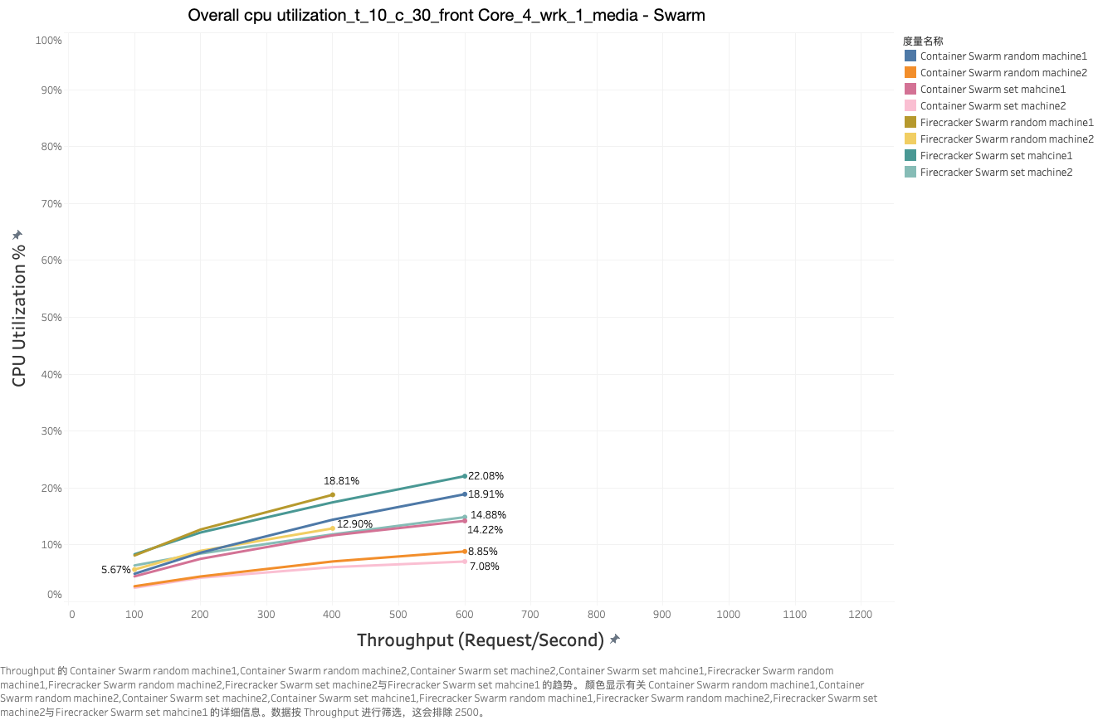 Overall cpu utilization_t_10_c_30_front Core_4_wrk_1_media - Swarm
度量名称
Container Swarm random machine1
Container Swarm random machine2
Container Swarm set mahcine1
Container Swarm set machine2
Firecracker Swarm random machine1
Firecracker Swarm random machine2
Firecracker Swarm set mahcine1
Firecracker Swarm set machine2
CPU Utilization %
100%
90%
80%
70%
60%
50%
40%
30%
20%
10%
0%
22.08%
18.81%
18.91%
14.88%
12.90%
14.22%
8.85%
5.67%
7.08%
0 100 200 300 400 500 600 700 800 900 1000 1100 1200
Throughput (Request/Second)
Throughput 的 Container Swarm random machine1,Container Swarm random machine2,Container Swarm set machine2,Container Swarm set mahcine1,Firecracker Swarm random
machine1,Firecracker Swarm random machine2,Firecracker Swarm set machine2与Firecracker Swarm set mahcine1 的趋势。 颜色显示有关 Container Swarm random machine1,Container
Swarm random machine2,Container Swarm set machine2,Container Swarm set mahcine1,Firecracker Swarm random machine1,Firecracker Swarm random machine2,Firecracker Swarm set
machine2与Firecracker Swarm set mahcine1 的详细信息。数据按 Throughput 进行筛选，这会排除 2500。